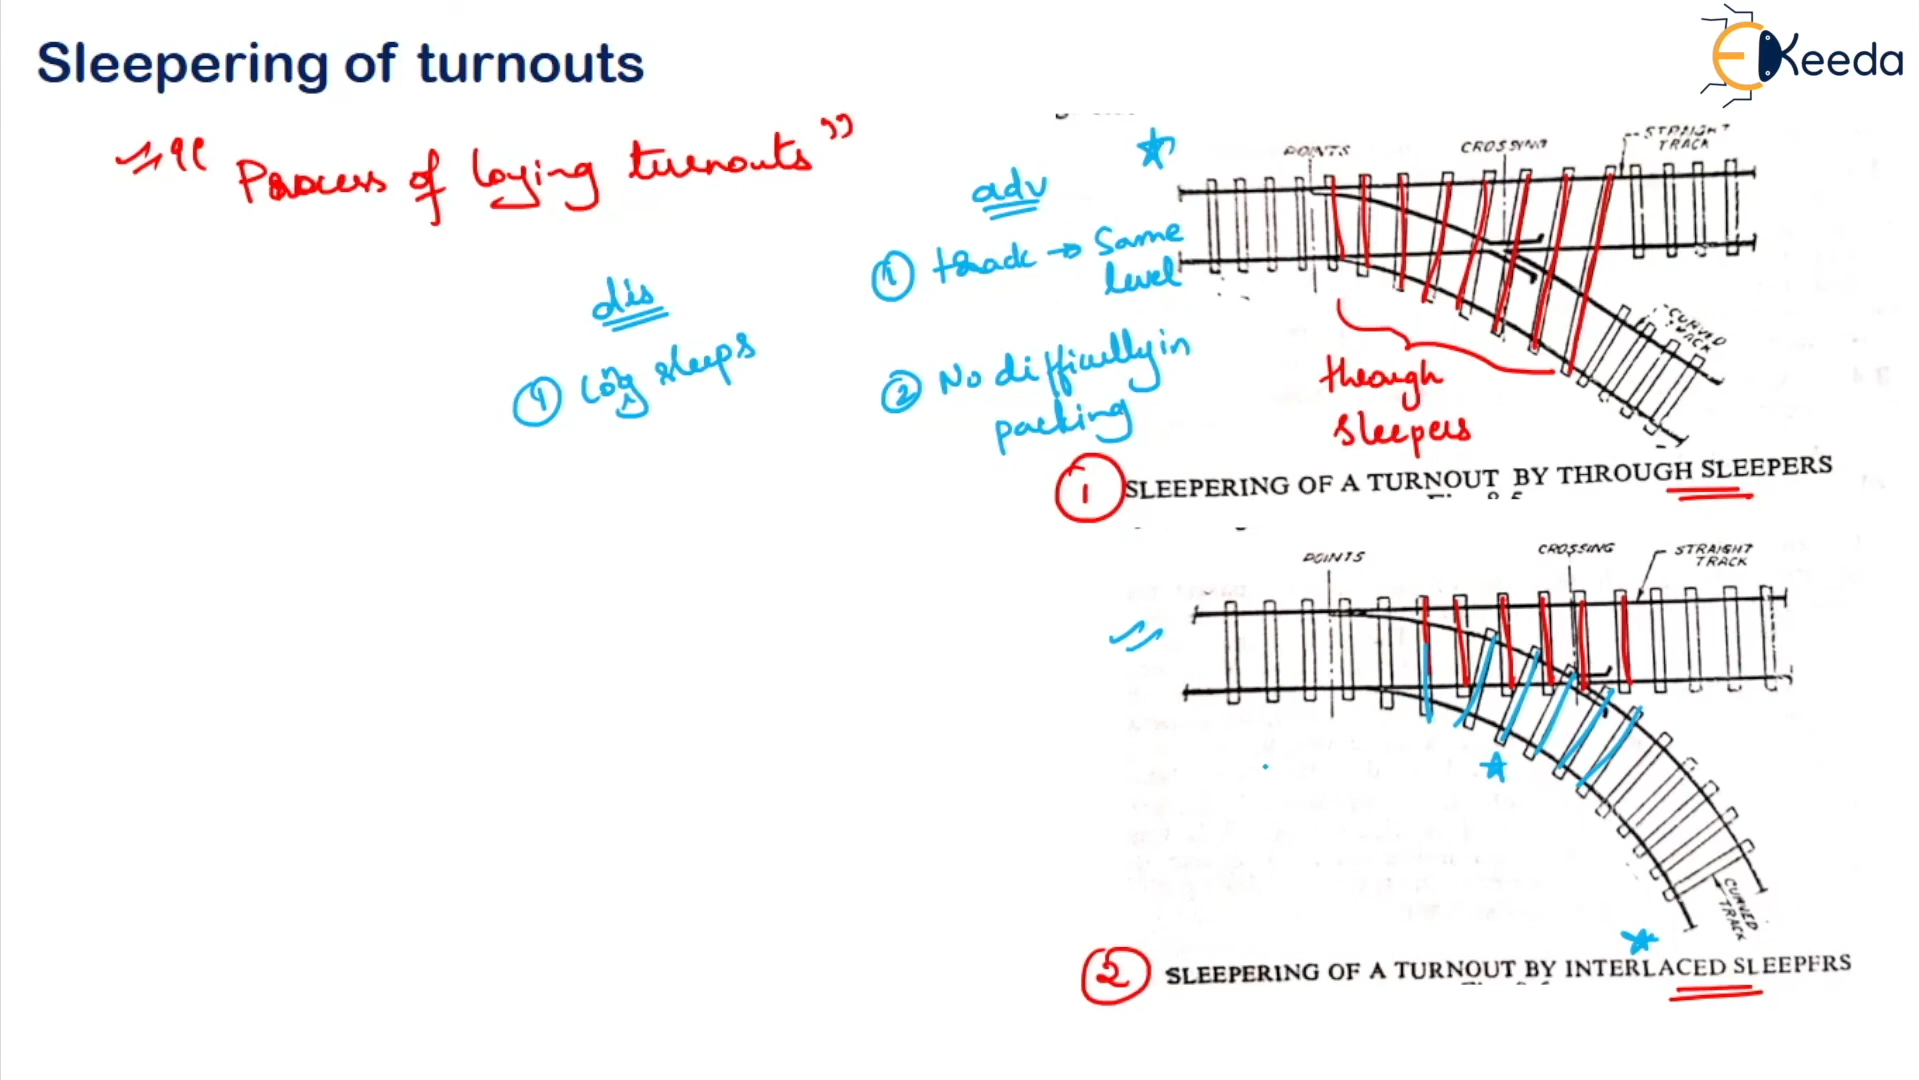 Sleepering of turnouts
EKeeda
"Process of laying turnouts"
adv
① track → Same
level
② No difficully in
packing
dis
① Long sleeps
POINTS
CROSSING
STRAIGHT
TRACK
CURVED
TRACK
through
sleepers
① SLEEPERING OF A TURNOUT BY THROUGH SLEEPERS
POINTS
CROSSING
STRAIGHT
TRACK
CURVED
TRACK
② SLEEPERING OF A TURNOUT BY INTERLACED SLEEPERS